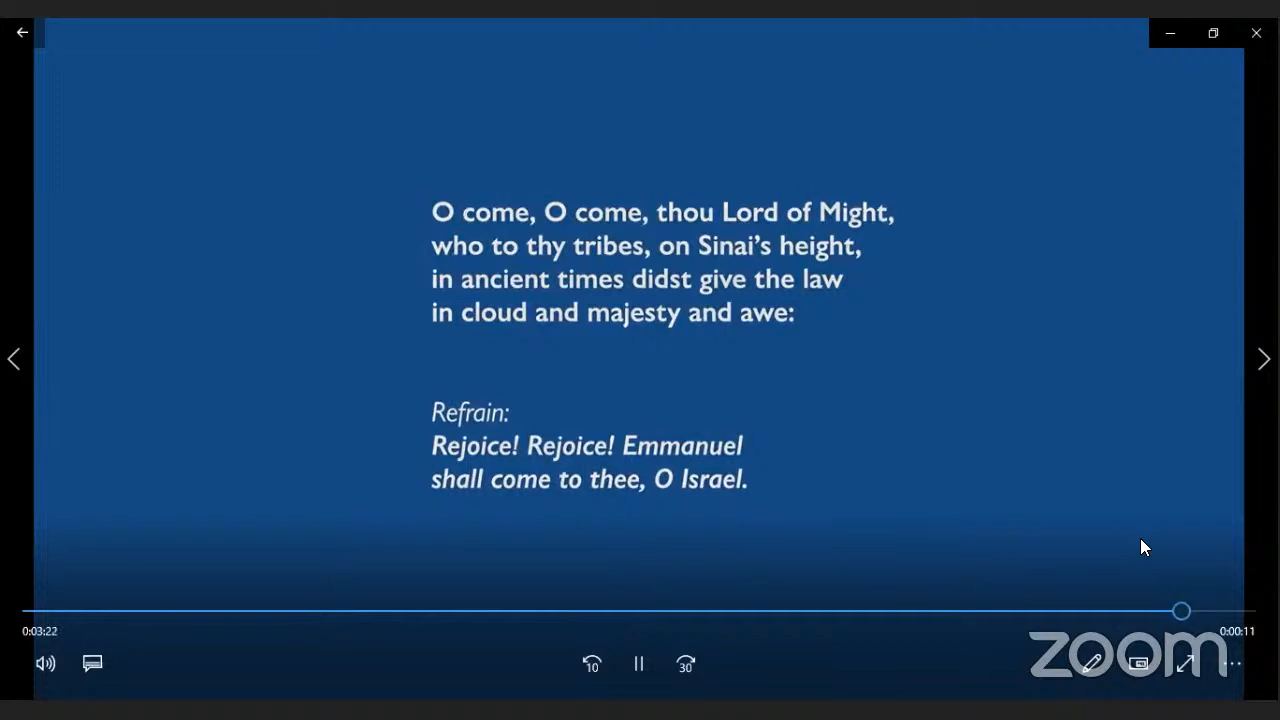 O come, O come, thou Lord of Might,
who to thy tribes, on Sinai’s height,
in ancient times didst give the law
in cloud and majesty and awe:
Refrain:
Rejoice! Rejoice! Emmanuel
shall come to thee, O Israel.
0:03:22
0:00:11
10
30
zoom